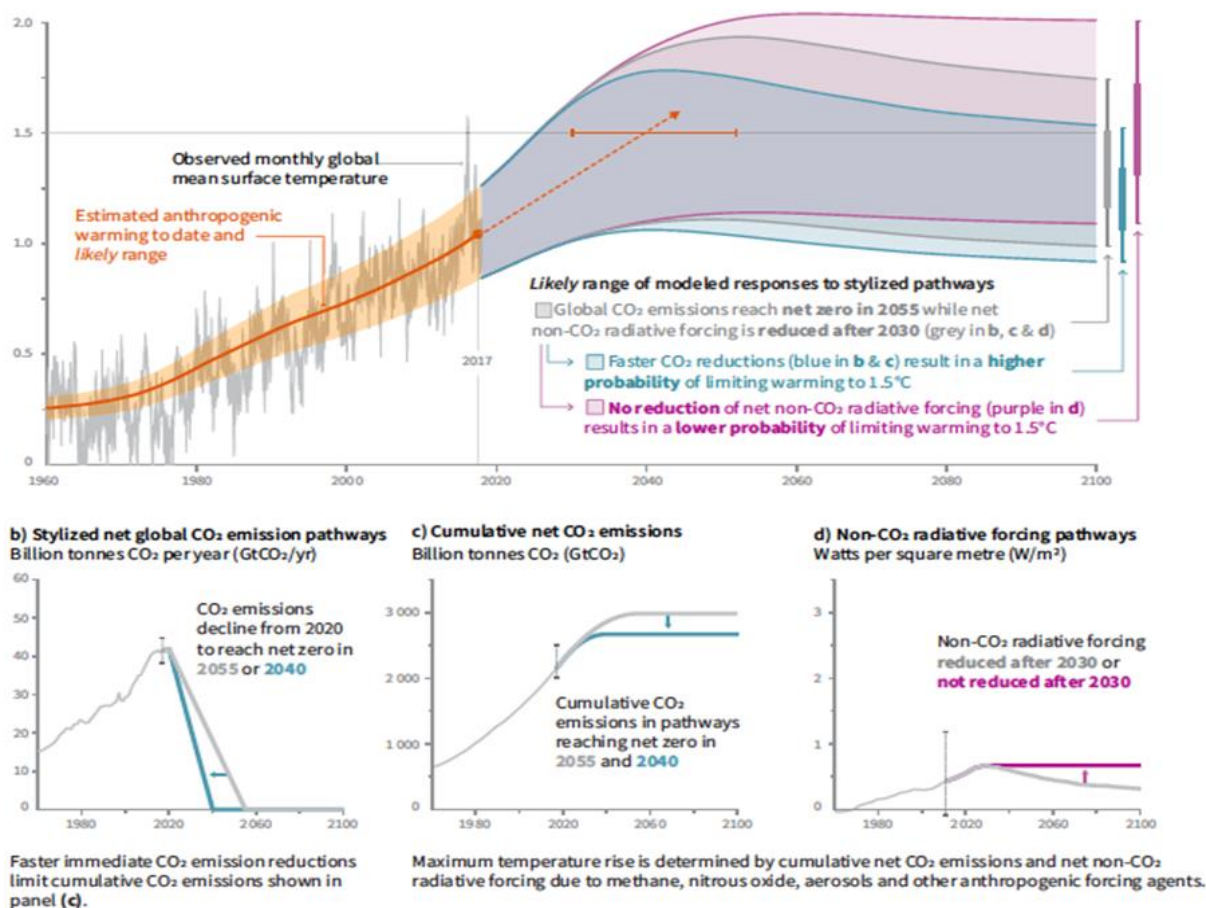 2.0
1.5
1.0
0.5
0
1960
1980
2000
2020
2040
2060
2080
2100
Observed monthly global
mean surface temperature
Estimated anthropogenic
warming to date and
likely range
2017
Likely range of modeled responses to stylized pathways
Global CO₂ emissions reach net zero in 2055 while net
non-CO₂ radiative forcing is reduced after 2030 (grey in b, c & d)
Faster CO₂ reductions (blue in b & c) result in a higher
probability of limiting warming to 1.5°C
No reduction of net non-CO₂ radiative forcing (purple in d)
results in a lower probability of limiting warming to 1.5°C
b) Stylized net global CO₂ emission pathways
Billion tonnes CO₂ per year (GtCO₂/yr)
60
50
40
30
20
10
0
1980
2020
2060
2100
CO₂ emissions
decline from 2020
to reach net zero in
2055 or 2040
Faster immediate CO₂ emission reductions
limit cumulative CO₂ emissions shown in
panel (c).
c) Cumulative net CO₂ emissions
Billion tonnes CO₂ (GtCO₂)
3 000
2 000
1 000
0
1980
2020
2060
2100
Cumulative CO₂
emissions in pathways
reaching net zero in
2055 and 2040
d) Non-CO₂ radiative forcing pathways
Watts per square metre (W/m²)
3
2
1
0
1980
2020
2060
2100
Non-CO₂ radiative forcing
reduced after 2030 or
not reduced after 2030
Maximum temperature rise is determined by cumulative net CO₂ emissions and net non-CO₂
radiative forcing due to methane, nitrous oxide, aerosols and other anthropogenic forcing agents.